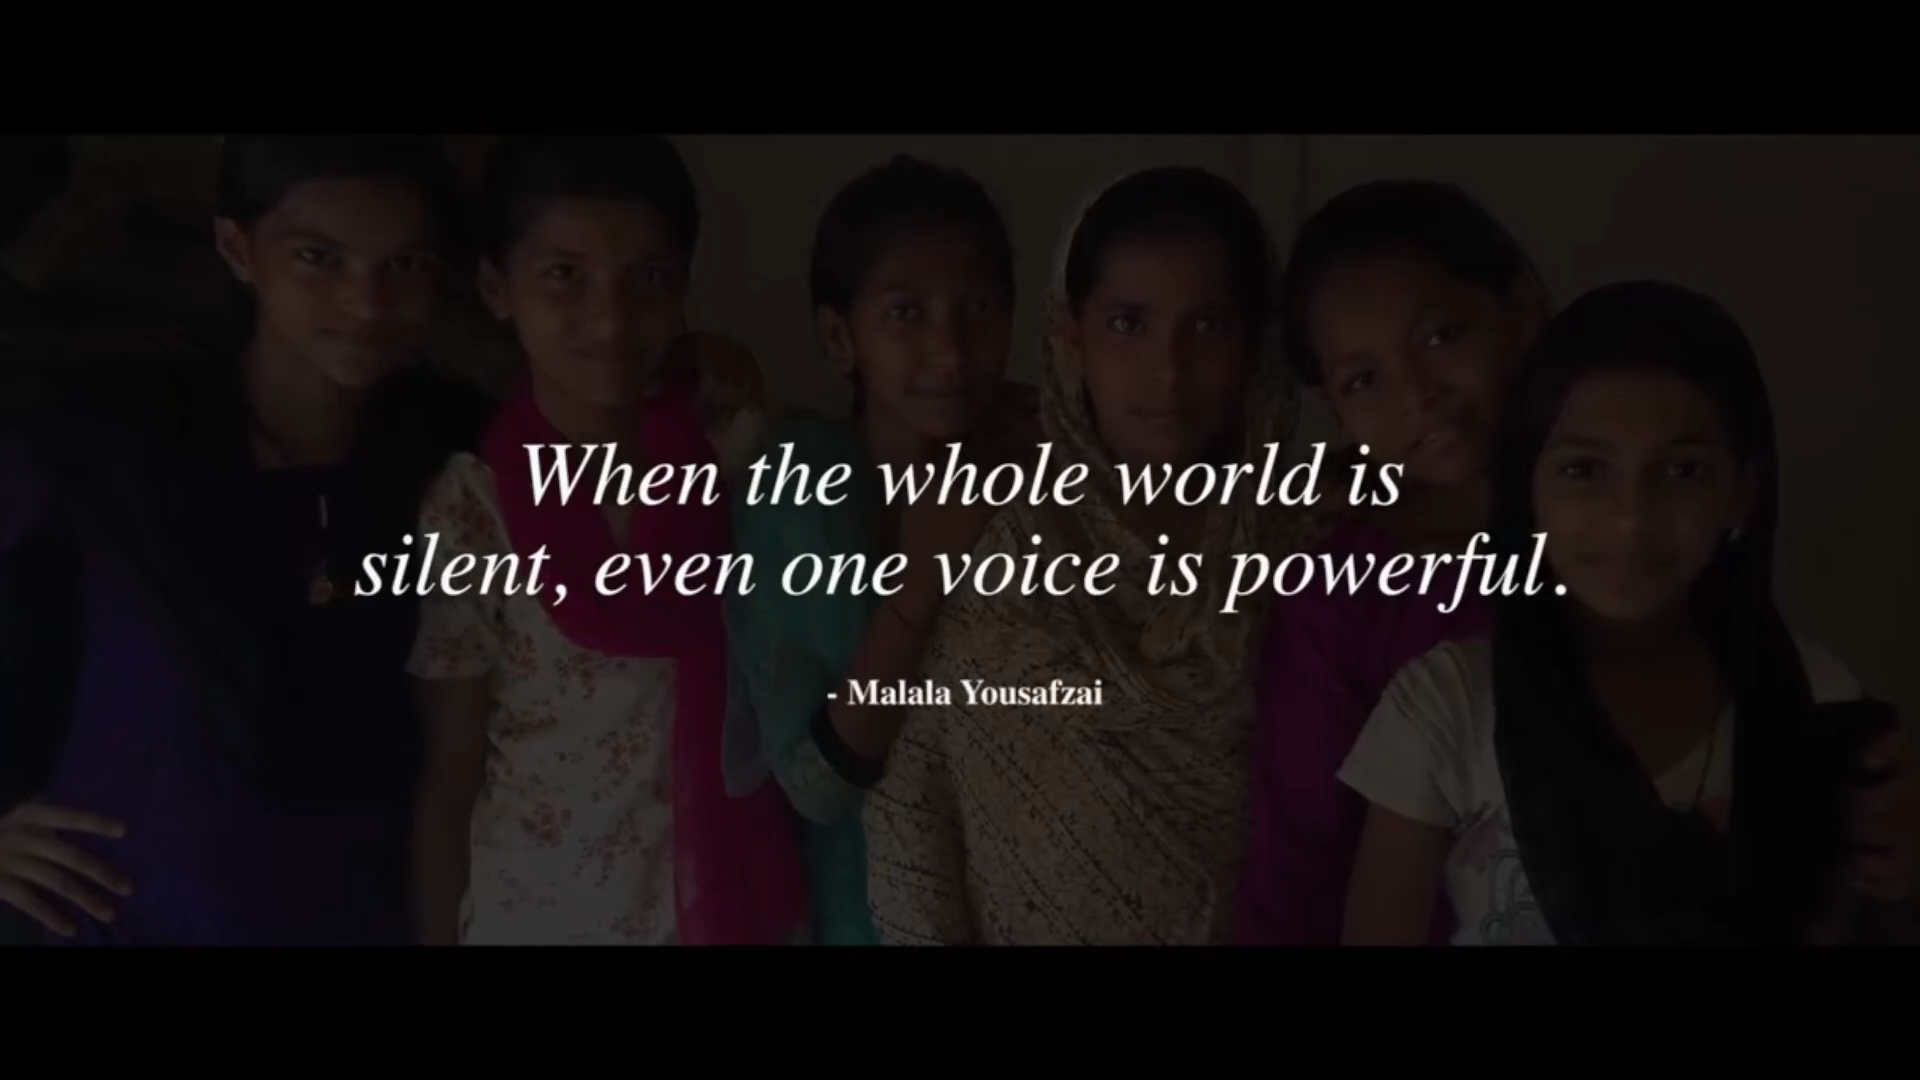 When the whole world is
silent, even one voice is powerful.
- Malala Yousafzai